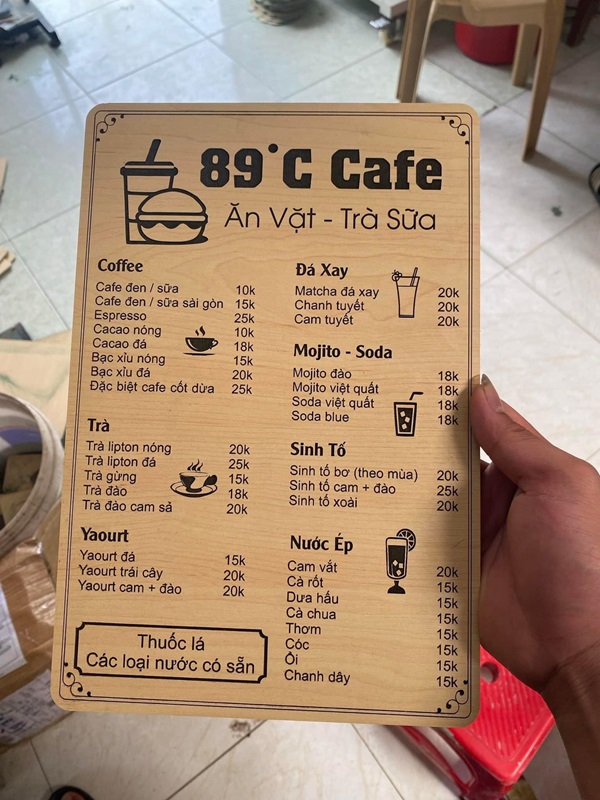 89°C Cafe
Ăn Vặt - Trà Sữa
Coffee
Cafe đen / sữa 10k
Cafe đen / sữa sài gòn 15k
Espresso 25k
Cacao nóng 10k
Cacao đá 18k
Bạc xỉu nóng 15k
Bạc xỉu đá 20k
Đặc biệt cafe cốt dừa 25k
Trà
Trà lipton nóng 20k
Trà lipton đá 25k
Trà gừng 15k
Trà đảo 18k
Trà đào cam sả 20k
Yaourt
Yaourt đá 15k
Yaourt trái cây 20k
Yaourt cam + đào 20k
Thuốc lá
Các loại nước có sẵn
Đá Xay
Matcha đá xay 20k
Chanh tuyết 20k
Cam tuyết 20k
Mojito - Soda
Mojito đào 18k
Mojito việt quất 18k
Soda việt quất 18k
Soda blue 18k
Sinh Tố
Sinh tố bơ (theo mùa) 20k
Sinh tố cam + đào 25k
Sinh tố xoài 20k
Nước Ép
Cam vắt 20k
Cà rốt 15k
Dưa hấu 15k
Cà chua 15k
Thơm 15k
Cóc 15k
Ổi 15k
Chanh dây 15k